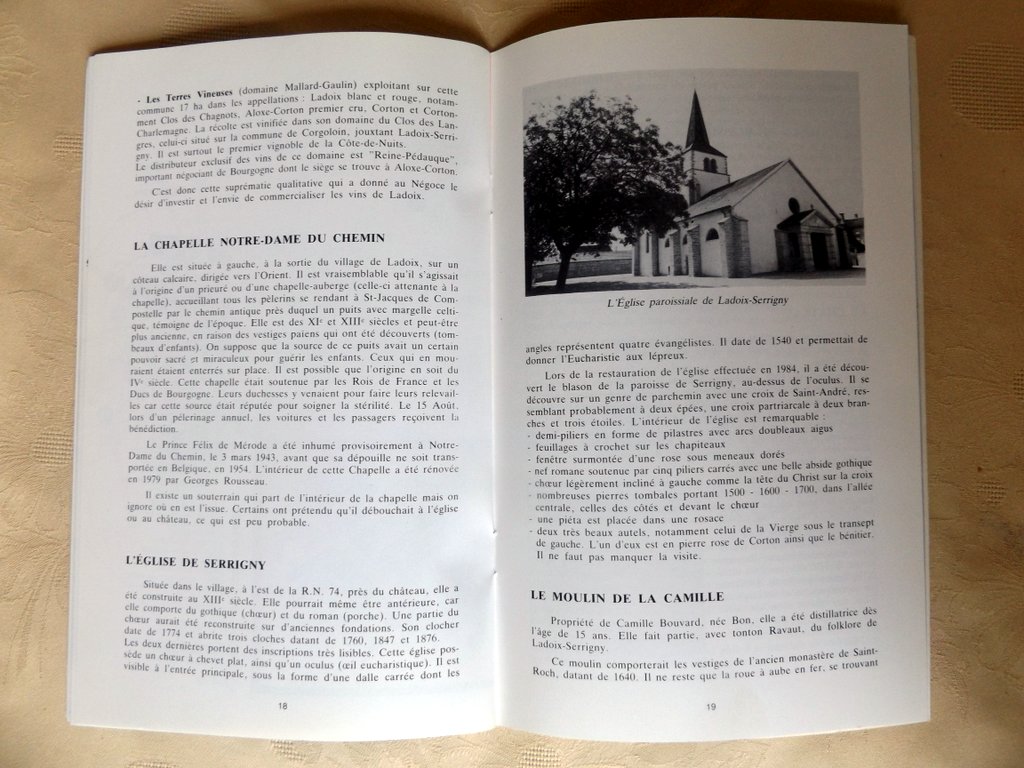 - Les Terres Vineuses (domaine Mallard-Gaulin) exploitant sur cette
commune 17 ha dans les appellations : Ladoix blanc et rouge, notam-
ment Clos des Chagnots, Aloxe-Corton premier cru, Corton et Corton-
Charlemagne. La récolte est vinifiée dans son domaine du Clos des Lan-
gres, celui-ci situé sur la commune de Corgoloin, jouxtant Ladoix-Serri-
gny. Il est surtout le premier vignoble de la Côte-de-Nuits.
Le distributeur exclusif des vins de ce domaine est "Reine-Pédauque",
important négociant de Bourgogne dont le siège se trouve à Aloxe-Corton.
C'est donc cette suprématie qualitative qui a donné au Négoce le
désir d'investir et l'envie de commercialiser les vins de Ladoix.
LA CHAPELLE NOTRE-DAME DU CHEMIN
Elle est située à gauche, à la sortie du village de Ladoix, sur un
côteau calcaire, dirigée vers l'Orient. Il est vraisemblable qu'il s'agissait
à l'origine d'un prieuré ou d'une chapelle-auberge (celle-ci attenante à la
chapelle), accueillant tous les pèlerins se rendant à St-Jacques de Com-
postelle par le chemin antique près duquel un puits avec margelle celti-
que, témoigne de l'époque. Elle est des XIe et XIIIe siècles et peut-être
plus ancienne, en raison des vestiges paiens qui ont été découverts (tom-
beaux d'enfants). On suppose que la source de ce puits avait un certain
pouvoir sacré et miraculeux pour guérir les enfants. Ceux qui en mou-
raient étaient enterrés sur place. Il est possible que l'origine en soit du
IVe siècle. Cette chapelle était soutenue par les Rois de France et les
Ducs de Bourgogne. Leurs duchesses y venaient pour faire leurs relevail-
les car cette source était réputée pour soigner la stérilité. Le 15 Août,
lors d'un pélerinage annuel, les voitures et les passagers reçoivent la
bénédiction.
Le Prince Félix de Mérode a été inhumé provisoirement à Notre-
Dame du Chemin, le 3 mars 1943, avant que sa dépouille ne soit trans-
portée en Belgique, en 1954. L'intérieur de cette Chapelle a été rénovée
en 1979 par Georges Rousseau.
Il existe un souterrain qui part de l'intérieur de la chapelle mais on
ignore où en est l'issue. Certains ont prétendu qu'il débouchait à l'église
ou au château, ce qui est peu probable.
L'ÉGLISE DE SERRIGNY
Située dans le village, à l'est de la R.N. 74, près du château, elle a
été construite au XIIIe siècle. Elle pourrait même être antérieure, car
elle comporte du gothique (chœur) et du roman (porche). Une partie du
chœur aurait été reconstruite sur d'anciennes fondations. Son clocher
date de 1774 et abrite trois cloches datant de 1760, 1847 et 1876.
Les deux dernières portent des inscriptions très lisibles. Cette église pos-
sède un chœur à chevet plat, ainsi qu'un oculus (œil eucharistique). Il est
visible à l'entrée principale, sous la forme d'une dalle carrée dont les
18
L'Église paroissiale de Ladoix-Serrigny
angles représentent quatre évangélistes. Il date de 1540 et permettait de
donner l'Eucharistie aux lépreux.
Lors de la restauration de l'église effectuée en 1984, il a été décou-
vert le blason de la paroisse de Serrigny, au-dessus de l'oculus. Il se
découvre sur un genre de parchemin avec une croix de Saint-André, res-
semblant probablement à deux épées, une croix partriarcale à deux bran-
ches et trois étoiles. L'intérieur de l'église est remarquable :
- demi-piliers en forme de pilastres avec arcs doubleaux aigus
- feuillages à crochet sur les chapiteaux
- fenêtre surmontée d'une rose sous meneaux dorés
- nef romane soutenue par cinq piliers carrés avec une belle abside gothique
- chœur légèrement incliné à gauche comme la tête du Christ sur la croix
- nombreuses pierres tombales portant 1500 - 1600 - 1700, dans l'allée
centrale, celles des côtés et devant le chœur
- une piéta est placée dans une rosace
- deux très beaux autels, notamment celui de la Vierge sous le transept
de gauche. L'un d'eux est en pierre rose de Corton ainsi que le bénitier.
Il ne faut pas manquer la visite.
LE MOULIN DE LA CAMILLE
Propriété de Camille Bouvard, née Bon, elle a été distillatrice dès
l'âge de 15 ans. Elle fait partie, avec tonton Ravaut, du folklore de
Ladoix-Serrigny.
Ce moulin comporterait les vestiges de l'ancien monastère de Saint-
Roch, datant de 1640. Il ne reste que la roue à aube en fer, se trouvant
19